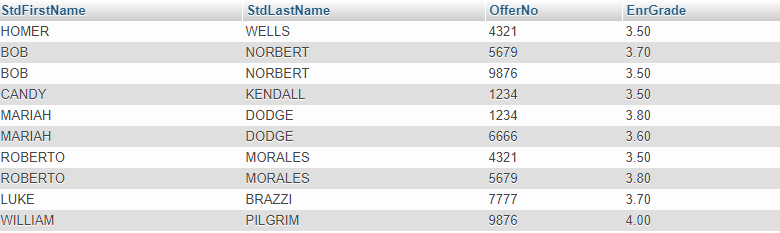 StdFirstName StdLastName OfferNo EnrGrade
HOMER WELLS 4321 3.50
BOB NORBERT 5679 3.70
BOB NORBERT 9876 3.50
CANDY KENDALL 1234 3.50
MARIAH DODGE 1234 3.80
MARIAH DODGE 6666 3.60
ROBERTO MORALES 4321 3.50
ROBERTO MORALES 5679 3.80
LUKE BRAZZI 7777 3.70
WILLIAM PILGRIM 9876 4.00